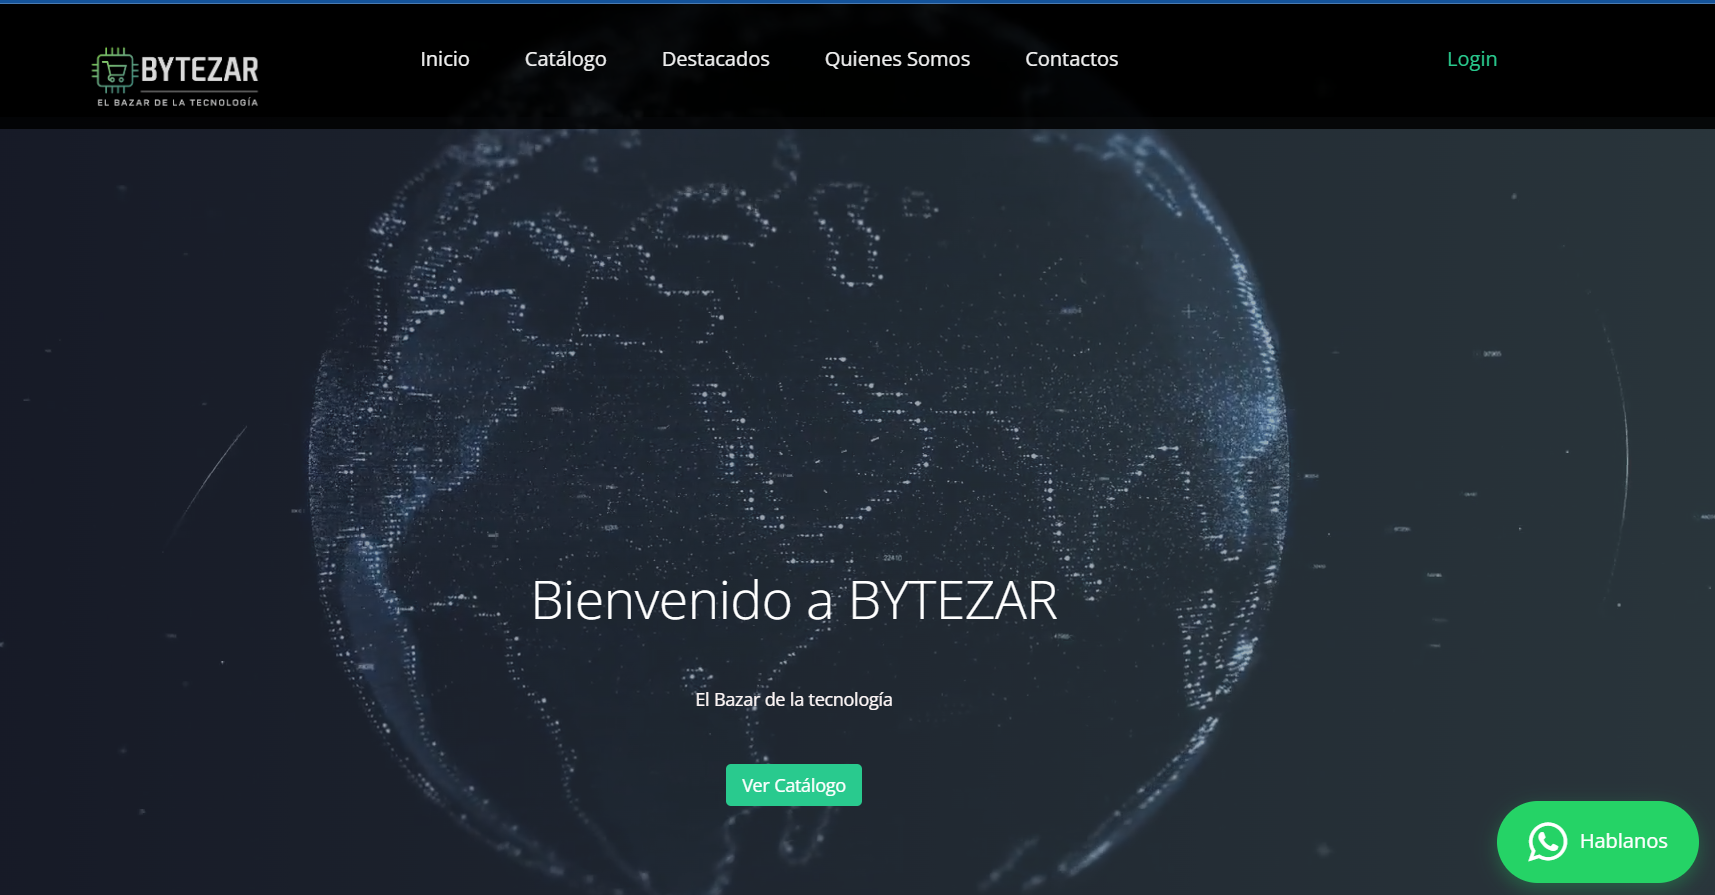 BYTEZAR
EL BAZAR DE LA TECNOLOGÍA
Inicio
Catálogo
Destacados
Quienes Somos
Contactos
Login
22410
Bienvenido a BYTEZAR
El Bazar de la tecnología
Ver Catálogo
Hablanos